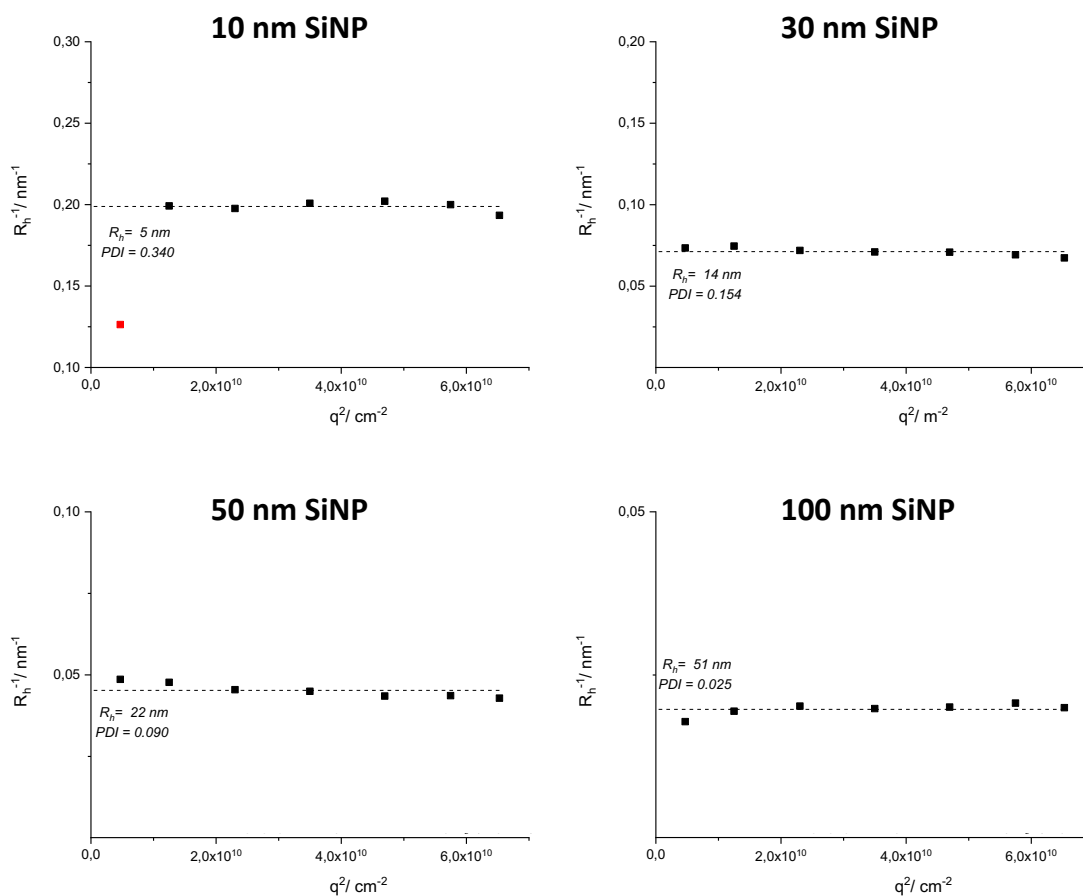 10 nm SiNP
0,30
0,25
0,20
0,15
0,10
R_h^-1/ nm^-1
R_h= 5 nm
PDI = 0.340
0,0
2,0x10^10
4,0x10^10
6,0x10^10
q^2/ cm^-2
30 nm SiNP
0,20
0,15
0,10
0,05
R_h^-1/ nm^-1
R_h= 14 nm
PDI = 0.154
0,0
2,0x10^10
4,0x10^10
6,0x10^10
q^2/ m^-2
50 nm SiNP
0,10
0,05
R_h^-1/ nm^-1
R_h= 22 nm
PDI = 0.090
0,0
2,0x10^10
4,0x10^10
6,0x10^10
q^2/ cm^-2
100 nm SiNP
0,05
R_h^-1/ nm^-1
R_h= 51 nm
PDI = 0.025
0,0
2,0x10^10
4,0x10^10
6,0x10^10
q^2/ cm^-2